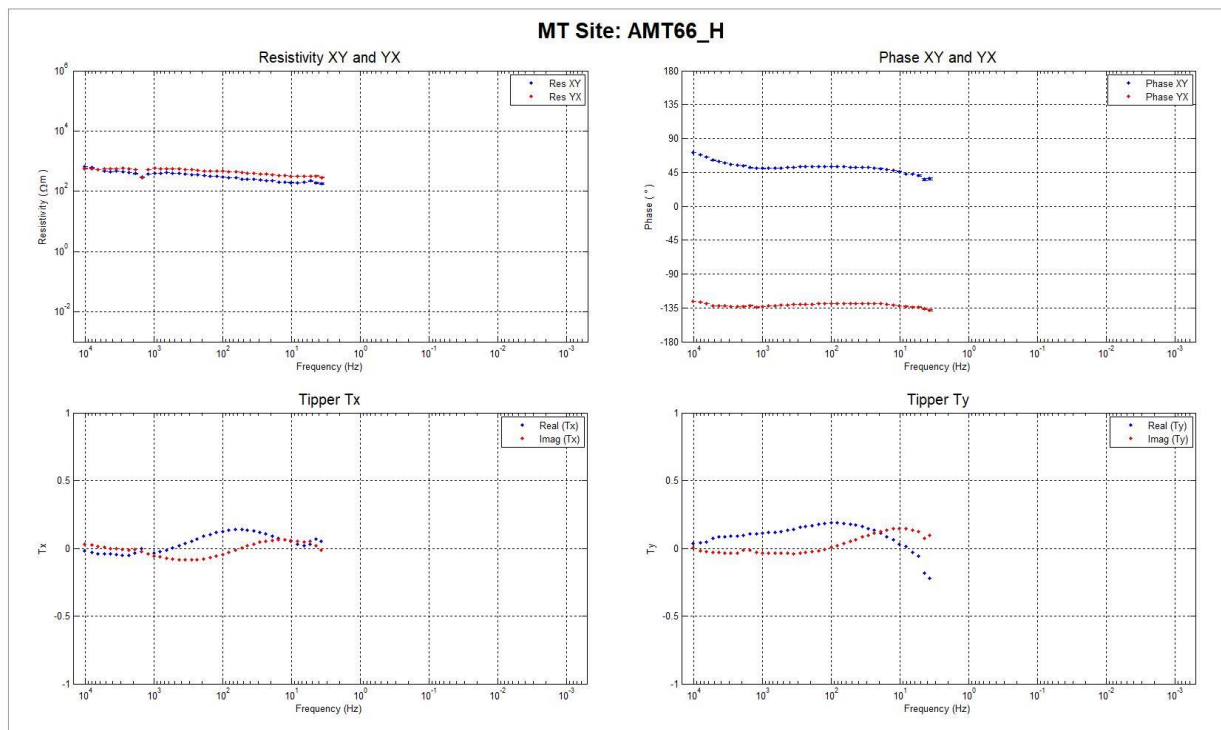 MT Site: AMT66_H
Resistivity XY and YX
Res XY
Res YX
10^6
10^4
10^2
10^0
10^-2
Resistivity (Ωm)
10^4 10^3 10^2 10^1 10^0 10^-1 10^-2 10^-3
Frequency (Hz)
Phase XY and YX
Phase XY
Phase YX
180
135
90
45
0
-45
-90
-135
-180
Phase (°)
10^4 10^3 10^2 10^1 10^0 10^-1 10^-2 10^-3
Frequency (Hz)
Tipper Tx
Real (Tx)
Imag (Tx)
1
0.5
0
-0.5
-1
Tx
10^4 10^3 10^2 10^1 10^0 10^-1 10^-2 10^-3
Frequency (Hz)
Tipper Ty
Real (Ty)
Imag (Ty)
1
0.5
0
-0.5
-1
Ty
10^4 10^3 10^2 10^1 10^0 10^-1 10^-2 10^-3
Frequency (Hz)